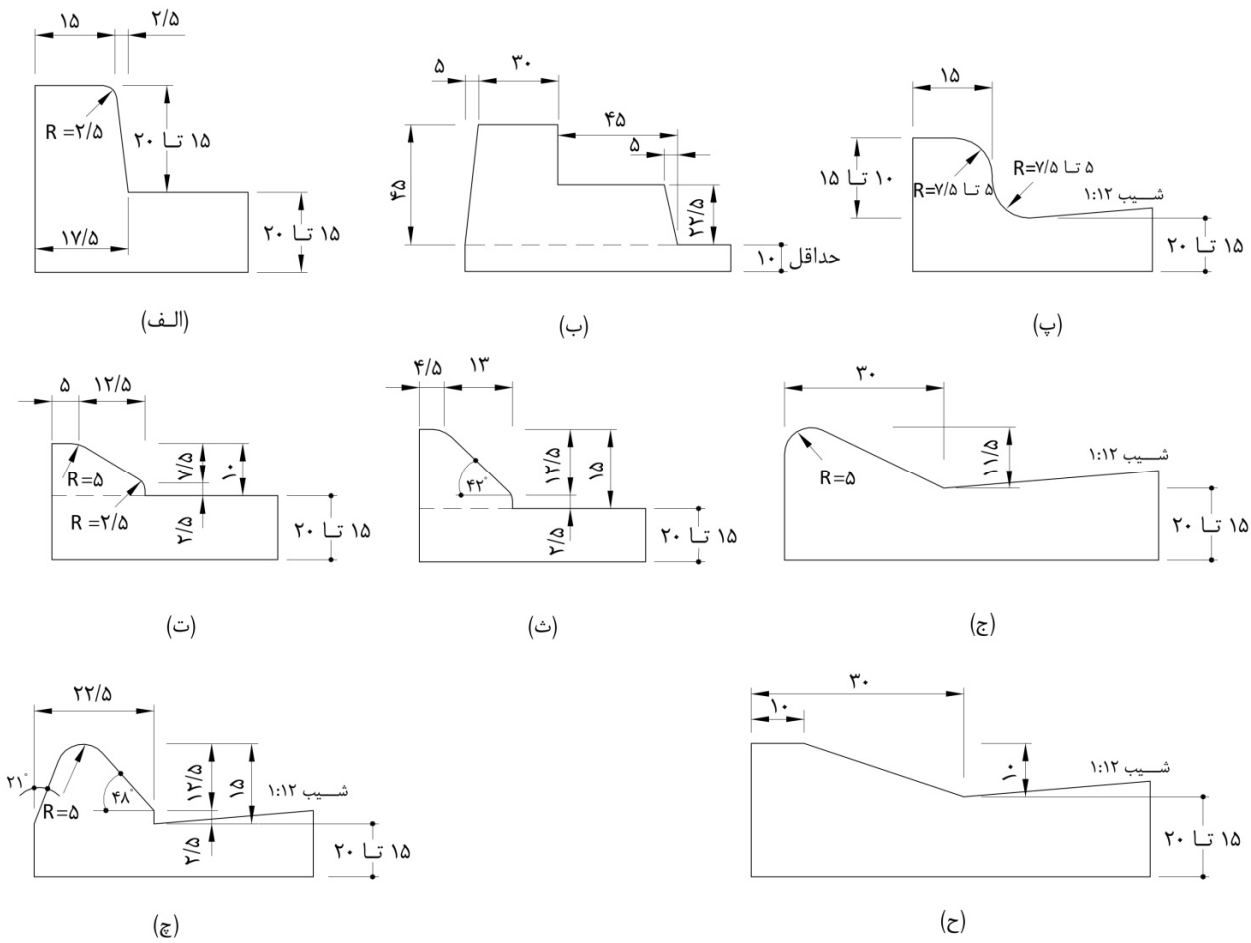 ۱۵
۲/۵
R =۲/۵
۱۵ تا ۲۰
۱۷/۵
۱۵ تا ۲۰
(الف)
۵
۳۰
۴۵
۵
۴۵
۲۲/۵
حداقل ۱۰
(ب)
۱۵
۱۰ تا ۱۵
R=۷/۵ تا ۵
R=۷/۵ تا ۵
شیب ۱:۱۲
۱۵ تا ۲۰
(پ)
۵
۱۲/۵
R=۵
R =۲/۵
۷/۵
۱۰
۲/۵
۱۵ تا ۲۰
(ت)
۴/۵
۱۳
۴۲°
۱۲/۵
۱۵
۲/۵
۱۵ تا ۲۰
(ث)
۳۰
R=۵
۱۱/۵
شیب ۱:۱۲
۱۵ تا ۲۰
(ج)
۲۲/۵
۲۱°
R=۵
۴۸°
۱۲/۵
۱۵
۲/۵
شیب ۱:۱۲
۱۵ تا ۲۰
(چ)
۳۰
۱۰
۱۰
شیب ۱:۱۲
۱۵ تا ۲۰
(ح)